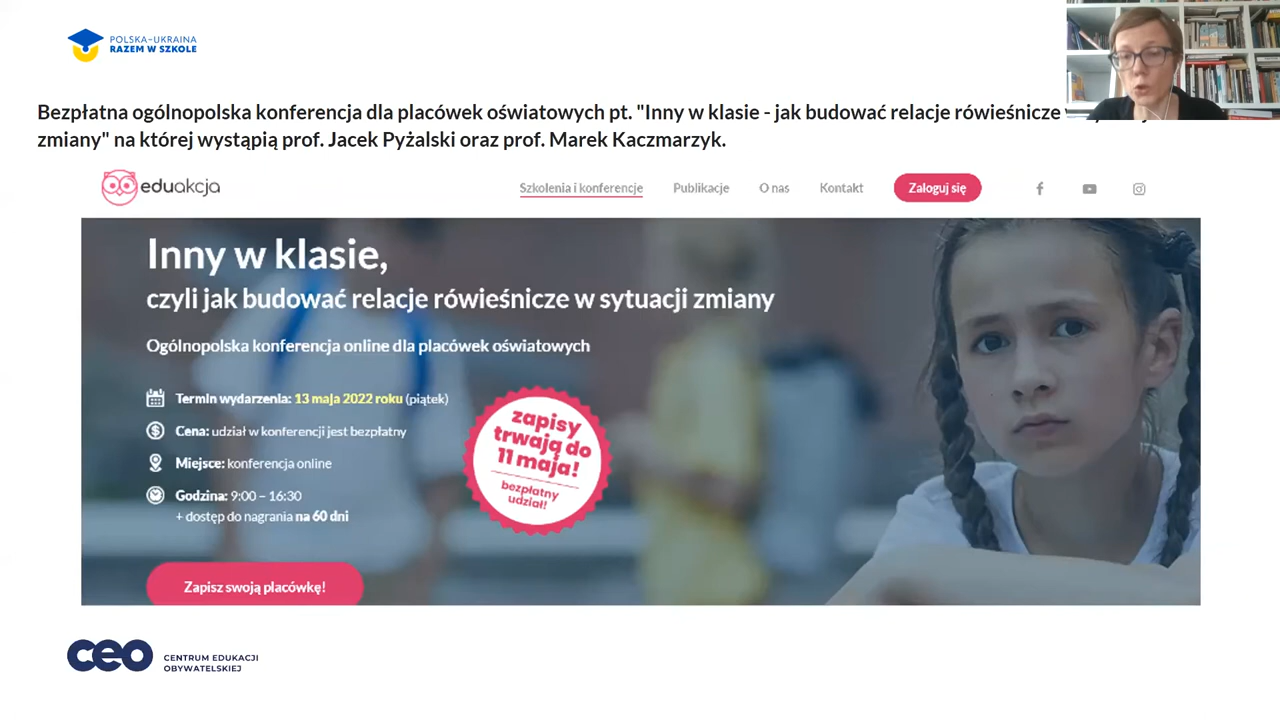 POLSKA-UKRAINA
RAZEM W SZKOLE
Bezpłatna ogólnopolska konferencja dla placówek oświatowych pt. "Inny w klasie - jak budować relacje rówieśnicze
zmiany" na której wystąpią prof. Jacek Pyżalski oraz prof. Marek Kaczmarzyk.
eduakcja
Szkolenia i konferencje
Publikacje
O nas
Kontakt
Zaloguj się
Inny w klasie,
czyli jak budować relacje rówieśnicze w sytuacji zmiany
Ogólnopolska konferencja online dla placówek oświatowych
Termin wydarzenia: 13 maja 2022 roku (piątek)
Cena: udział w konferencji jest bezpłatny
Miejsce: konferencja online
Godzina: 9:00 – 16:30
+ dostęp do nagrania na 60 dni
zapisy
trwają do
11 maja!
bezpłatny
udział!
Zapisz swoją placówkę!
ceo
CENTRUM EDUKACJI
OBYWATELSKIEJ